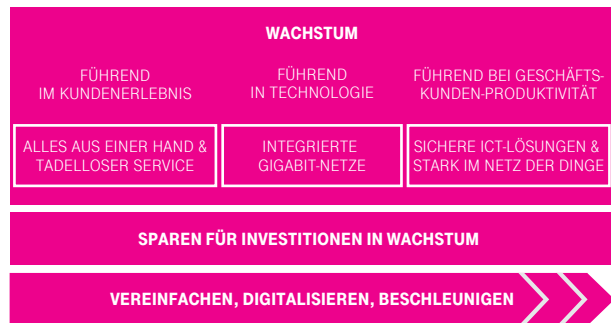 WACHSTUM
FÜHREND
IM KUNDENERLEBNIS
FÜHREND
IN TECHNOLOGIE
FÜHREND BEI GESCHÄFTS-
KUNDEN-PRODUKTIVITÄT
ALLES AUS EINER HAND &
TADELLOSER SERVICE
INTEGRIERTE
GIGABIT-NETZE
SICHERE ICT-LÖSUNGEN &
STARK IM NETZ DER DINGE
SPAREN FÜR INVESTITIONEN IN WACHSTUM
VEREINFACHEN, DIGITALISIEREN, BESCHLEUNIGEN